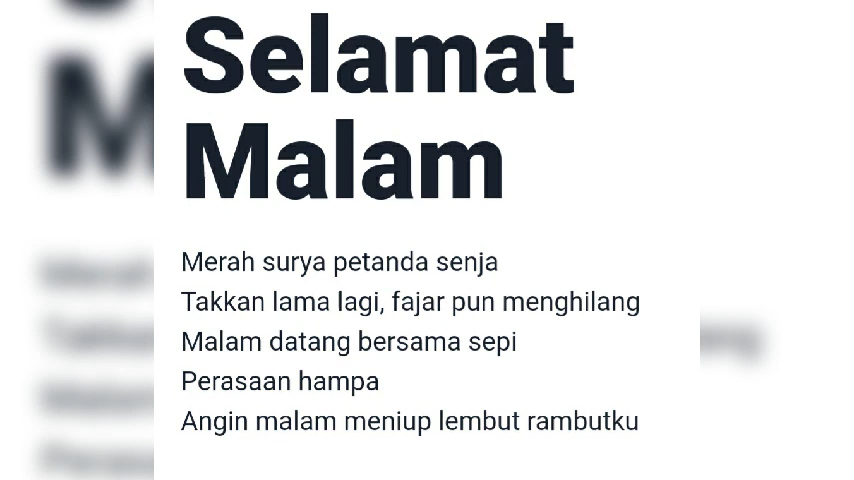 Selamat
Malam
Merah surya petanda senja
Takkan lama lagi, fajar pun menghilang
Malam datang bersama sepi
Perasaan hampa
Angin malam meniup lembut rambutku